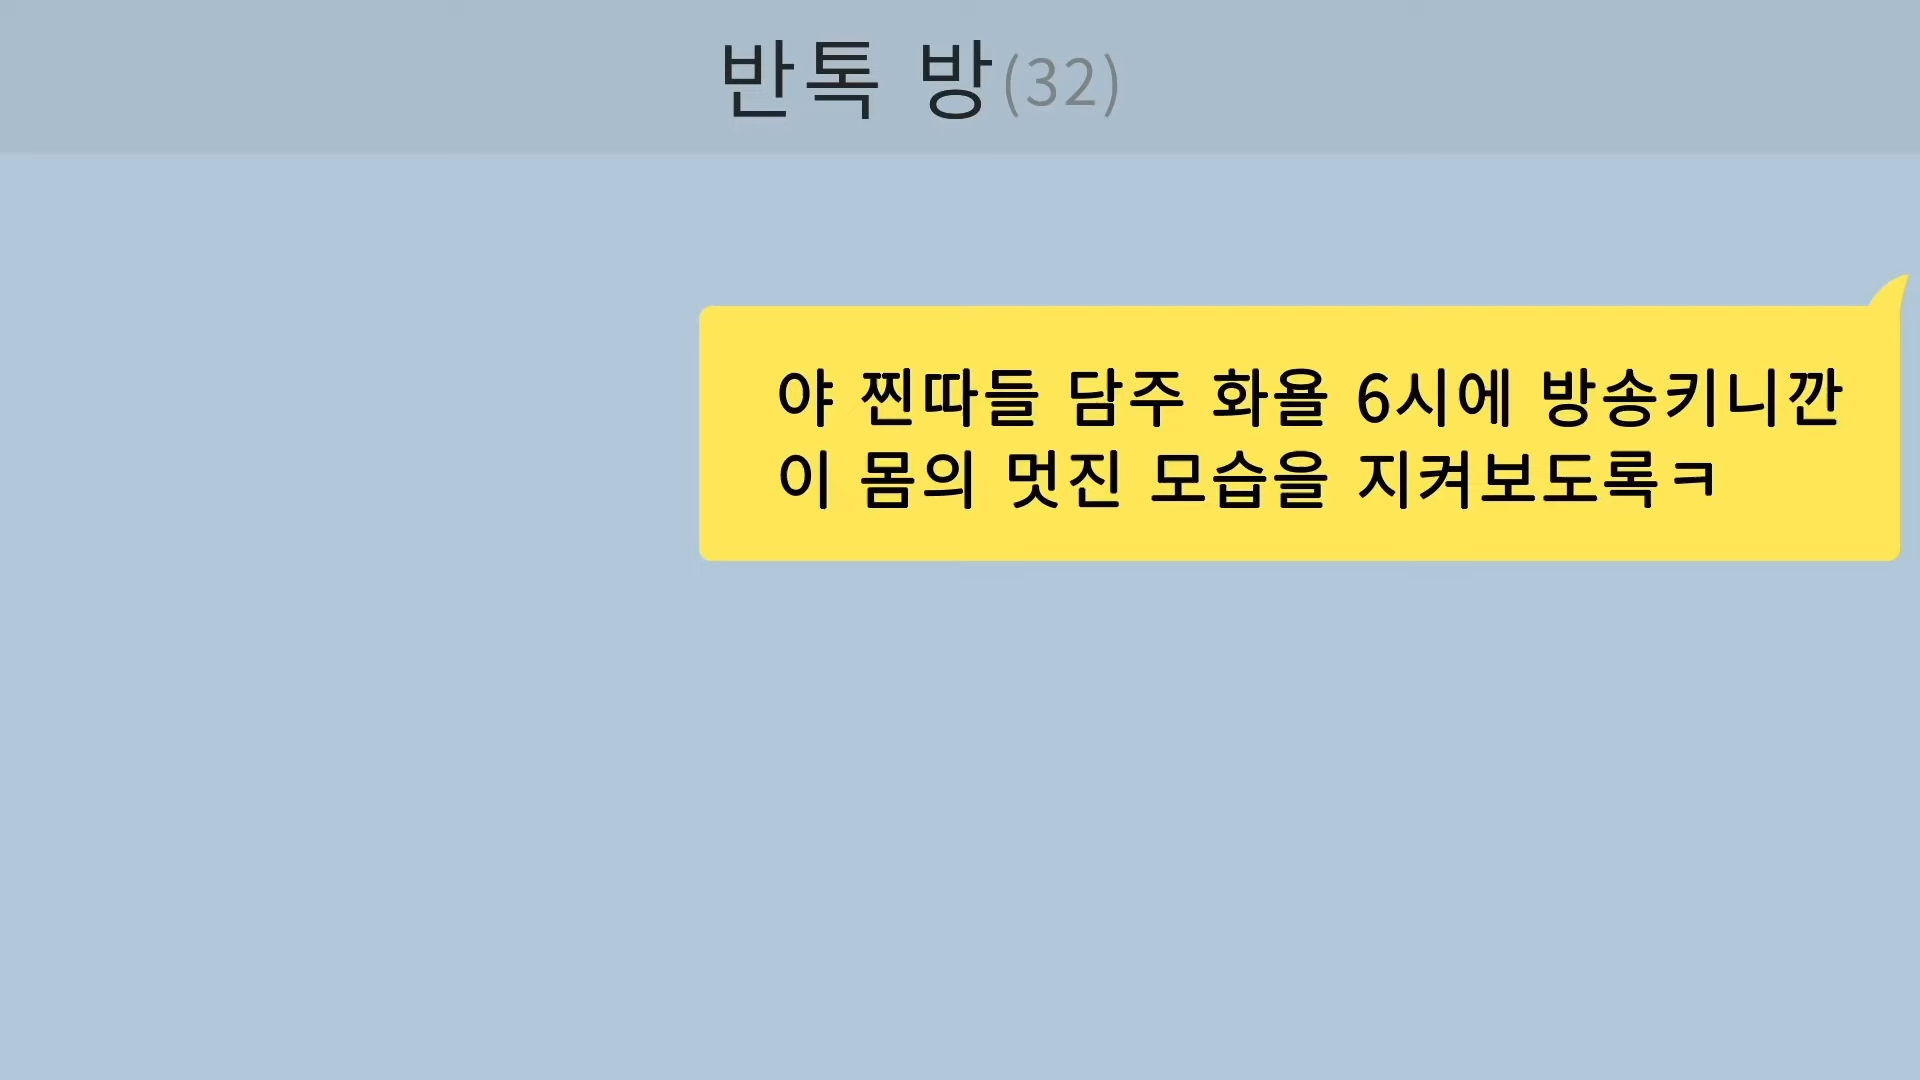 반톡 방(32)
야 찐따들 담주 화욜 6시에 방송키니깐
이 몸의 멋진 모습을 지켜보도록ㅋ